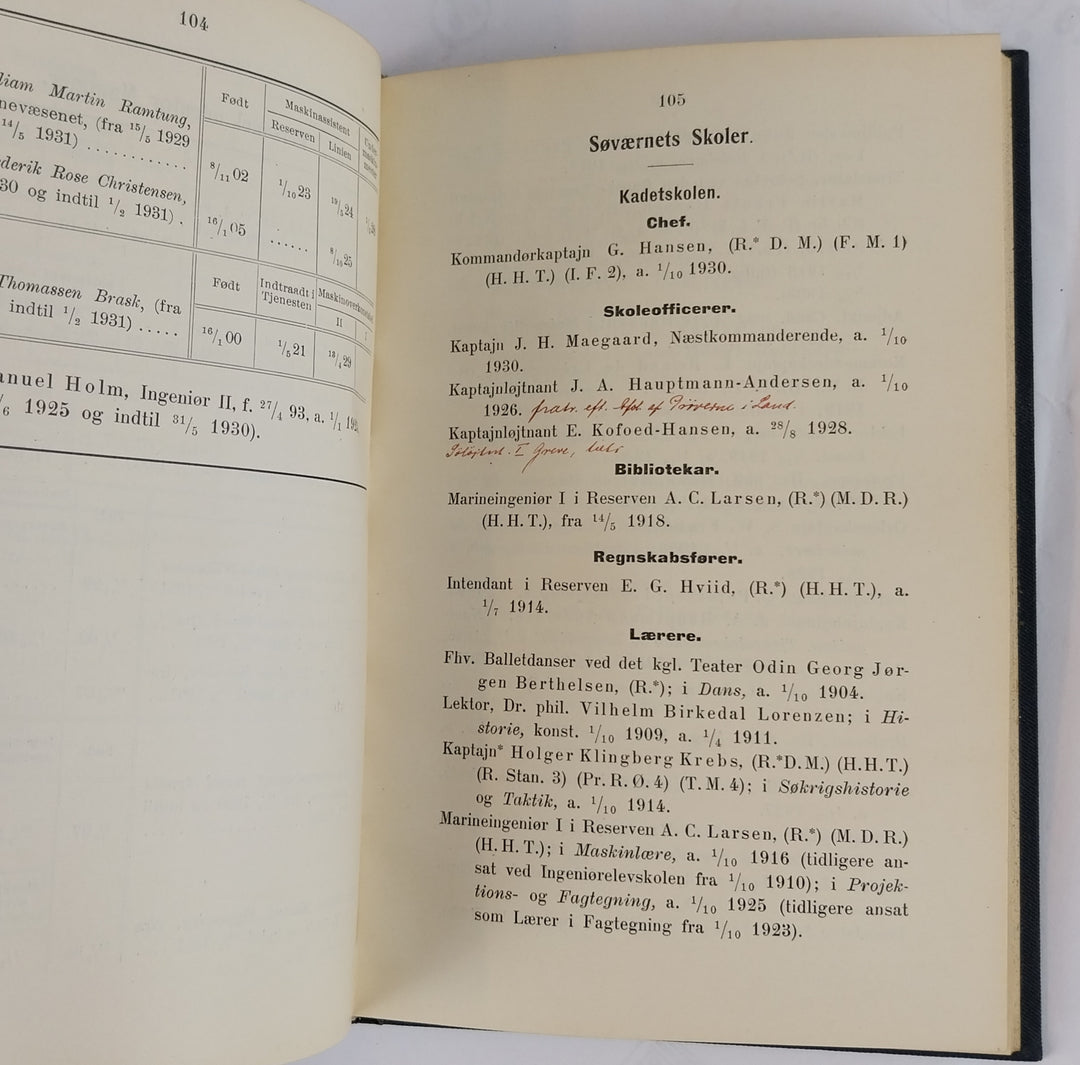 104
liam Martin Ramtung,
nevæsenet, (fra 15/5 1929
14/5 1931) ............
derik Rose Christensen,
30 og indtil 1/2 1931) .
Født
Maskinassistent
Reserven
Linien
8/11 02
1/10 23
19/5 24
16/1 05
......
8/10 25
Thomassen Brask, (fra
indtil 1/2 1931) .....
Født
Indtraadt i
Tjenesten
II
16/1 00
1/5 21
anuel Holm, Ingeniør II, f. 27/4 93, a. 1/1
/6 1925 og indtil 31/5 1930).
105
Søværnets Skoler.
Kadetskolen.
Chef.
Kommandørkaptajn G. Hansen, (R.* D. M.) (F. M. 1)
(H. H. T.) (I. F. 2), a. 1/10 1930.
Skoleofficerer.
Kaptajn J. H. Maegaard, Næstkommanderende, a. 1/10
1930.
Kaptajnløjtnant J. A. Hauptmann-Andersen, a. 1/10
1926. fratr. eft. i Land.
Kaptajnløjtnant E. Kofoed-Hansen, a. 28/8 1928.
I Greve,
Bibliotekar.
Marineingeniør I i Reserven A. C. Larsen, (R.*) (M. D. R.)
(H. H. T.), fra 14/5 1918.
Regnskabsfører.
Intendant i Reserven E. G. Hviid, (R.*) (H. H. T.), a.
1/7 1914.
Lærere.
Fhv. Balletdanser ved det kgl. Teater Odin Georg Jør-
gen Berthelsen, (R.*); i Dans, a. 1/10 1904.
Lektor, Dr. phil. Vilhelm Birkedal Lorenzen; i Hi-
storie, konst. 1/10 1909, a. 1/4 1911.
Kaptajn* Holger Klingberg Krebs, (R.*D. M.) (H.H.T.)
(R. Stan. 3) (Pr. R. Ø. 4) (T. M. 4); i Søkrigshistorie
og Taktik, a. 1/10 1914.
Marineingeniør I i Reserven A. C. Larsen, (R.*) (M. D. R.)
(H. H. T.); i Maskinlære, a. 1/10 1916 (tidligere an-
sat ved Ingeniørelevskolen fra 1/10 1910); i Projek-
tions- og Fagtegning, a. 1/10 1925 (tidligere ansat
som Lærer i Fagtegning fra 1/10 1923).